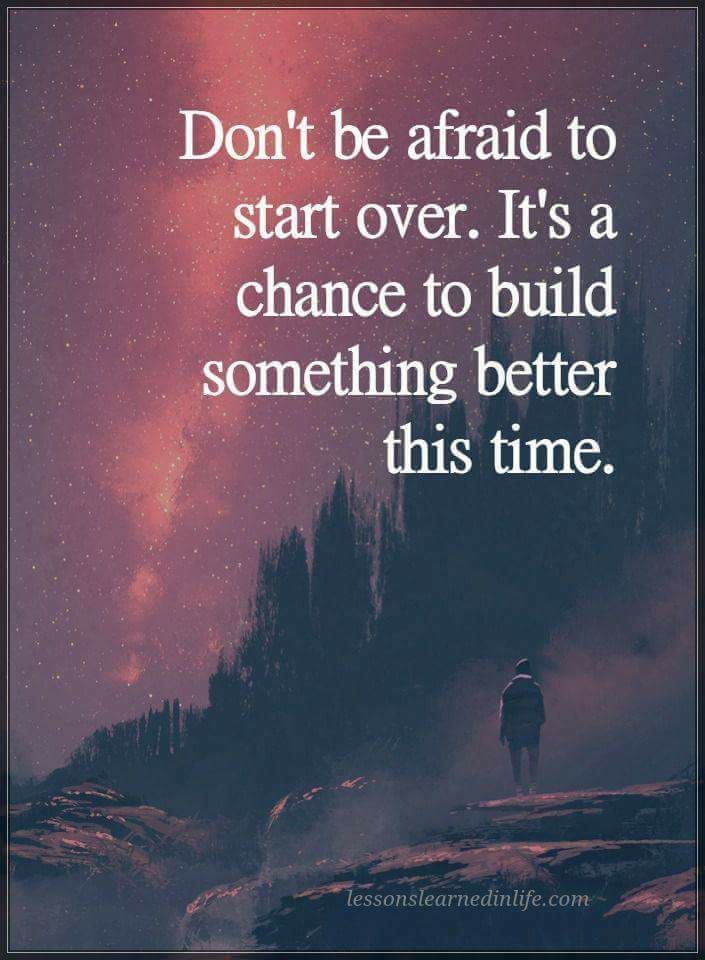 Don't be afraid to
start over. It's a
chance to build
something better
this time.
lessonslearnedinlife.com